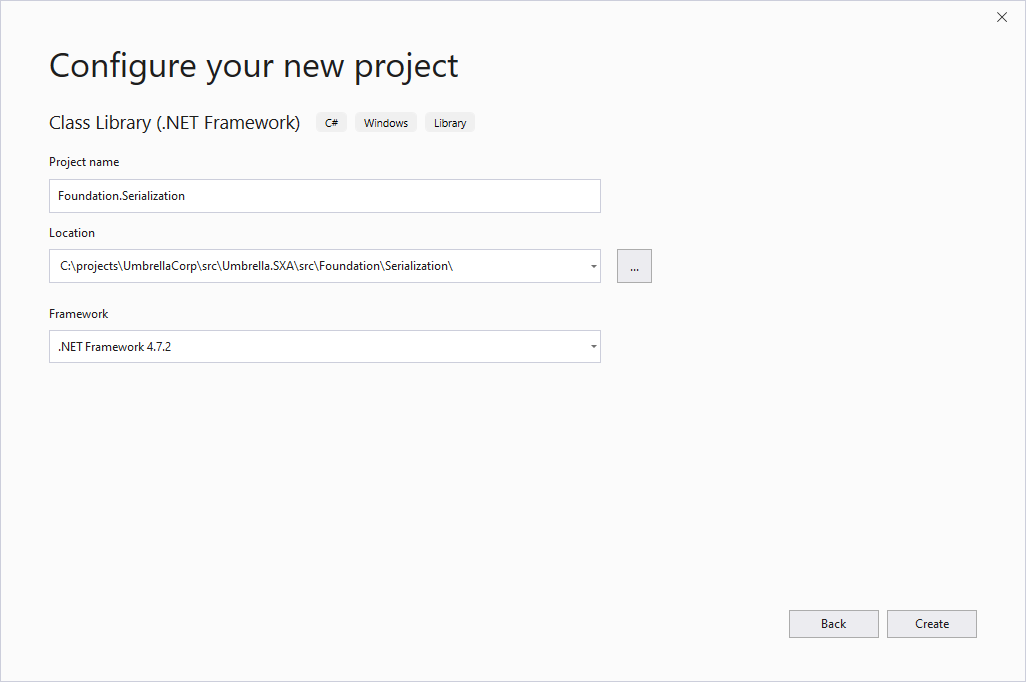 Configure your new project
Class Library (.NET Framework) C# Windows Library
Project name
Foundation.Serialization
Location
C:\projects\UmbrellaCorp\src\Umbrella.SXA\src\Foundation\Serialization\
...
Framework
.NET Framework 4.7.2
Back Create